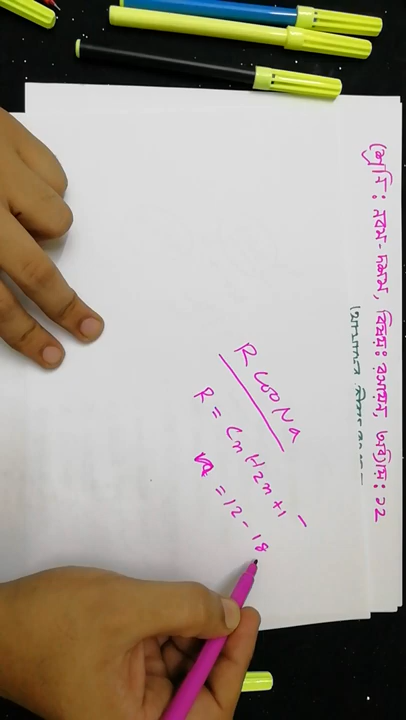 শ্রেণি : নবম-দশম, বিষয়: রসায়ন, অধ্যায়: ১২
RCOONa
R = CnH2n+1
n = 12-18